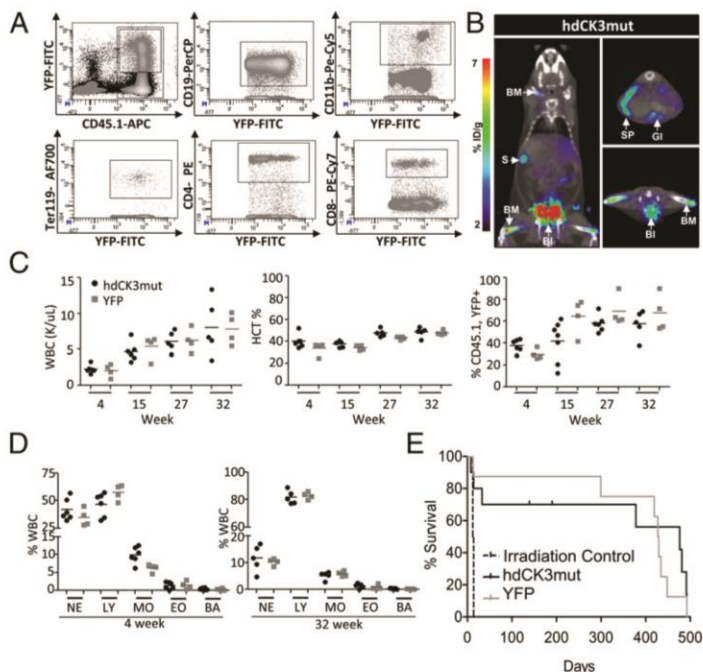 A
YFP-FITC
CD45.1-APC
CD19-PerCP
YFP-FITC
CD11b-Pe-Cy5
YFP-FITC
Ter119- AF700
YFP-FITC
CD4- PE
YFP-FITC
CD8- PE-Cy7
YFP-FITC
B
hdCK3mut
7
% ID/g
2
BM
S
BM
Bl
SP
GI
Bl
BM
C
hdCK3mut
YFP
WBC (K/uL)
15
10
5
0
4 15 27 32
Week
HCT %
100
80
60
40
20
0
4 15 27 32
Week
% CD45.1, YFP+
100
80
60
40
20
0
4 15 27 32
Week
D
% WBC
75
50
25
15
10
5
0
NE LY MO EO BA
4 week
% WBC
100
80
60
20
10
0
NE LY MO EO BA
32 week
E
% Survival
100
80
60
40
20
0
Irradiation Control
hdCK3mut
YFP
0 100 200 300 400 500
Days